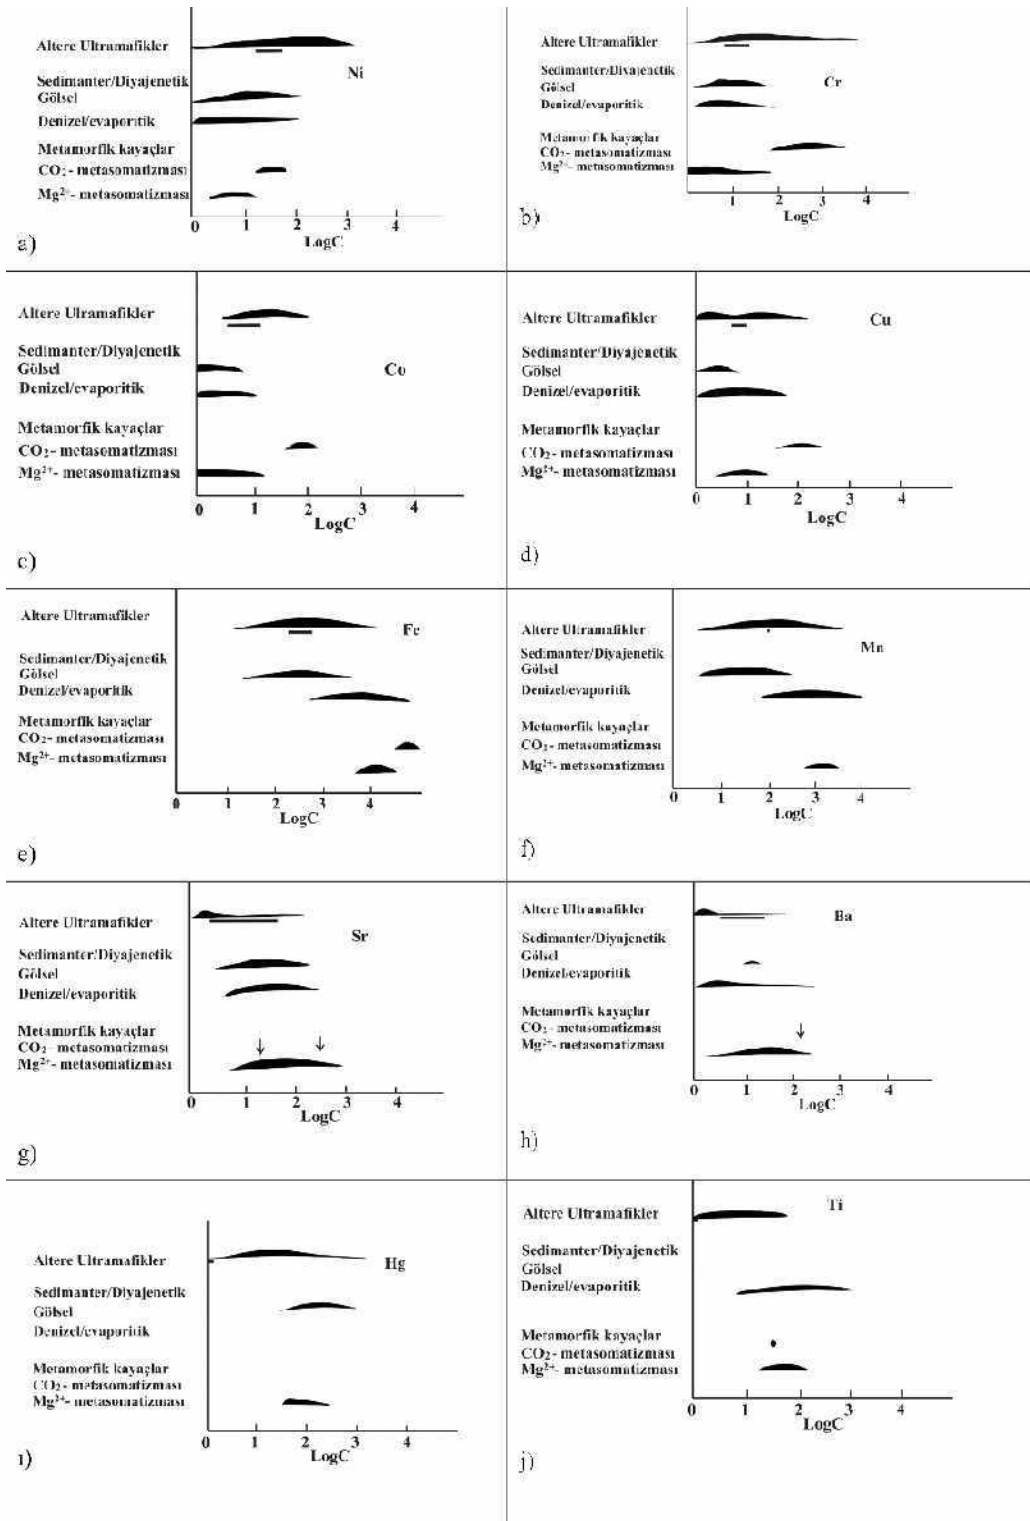 Altere Ultramafikler
Ni
Sedimanter/Diyajenetik
Gölsel
Denizel/evaporitik
Metamorfik kayaçlar
CO2- metasomatizması
Mg2+- metasomatizması
0 1 2 3 4
LogC
a)
Altere Ultramafikler
Sedimanter/Divajenetik
Gölsel
Cr
Denizel/evaporitik
Metamorfik kayaçlar
CO2- metasomatizması
Mg2+- metasomatizması
1 2 3 4
LogC
b)
Altere Ulramafikler
Sedimanter/Diyajenetik
Gölsel
Co
Denizel/evaporitik
Metamorfik kayaçlar
CO2- metasomatizması
Mg2+- metasomatizması
0 1 2 3 4
LogC
c)
Altere Ultramafikler
Cu
Sedimanter/Diyajenetik
Gölsel
Denizel/evaporitik
Metamorfik kayaçlar
CO2- metasomatizması
Mg2+- metasomatizması
0 1 2 3 4
LogC
d)
Altere Ultramafikler
Fe
Sedimanter/Diyajenetik
Gölsel
Denizel/evaporitik
Metamorfik kayaçlar
CO2- metasomatizması
Mg2+- metasomatizması
0 1 2 3 4
LogC
e)
Altere Ultramafikler
Mn
Sedimanter/Diyajenetik
Gölsel
Denizel/evaporitik
Metamorfik kayaçlar
CO2- metasomatizması
Mg2+- metasomatizması
0 1 2 3 4
LogC
f)
Altere Ultramafikler
Sr
Sedimanter/Diyajenetik
Gölsel
Denizel/evaporitik
Metamorfik kayaçlar
CO2- metasomatizması
Mg2+- metasomatizması
0 1 2 3 4
LogC
g)
Altere Ultramafikler
Ba
Sedimanter/Diyajenetik
Gölsel
Denizel/evaporitik
Metamorfik kayaçlar
CO2- metasomatizması
Mg2+- metasomatizması
0 1 2 3 4
LogC
h)
Altere Ultramafikler
Hg
Sedimanter/Diyajenetik
Gölsel
Denizel/evaporitik
Metamorfik kayaçlar
CO2- metasomatizması
Mg2+- metasomatizması
0 1 2 3 4
LogC
ı)
Altere Ultramafikler
Ti
Sedimanter/Diyajenetik
Gölsel
Denizel/evaporitik
Metamorfik kayaçlar
CO2- metasomatizması
Mg2+- metasomatizması
0 1 2 3 4
LogC
j)